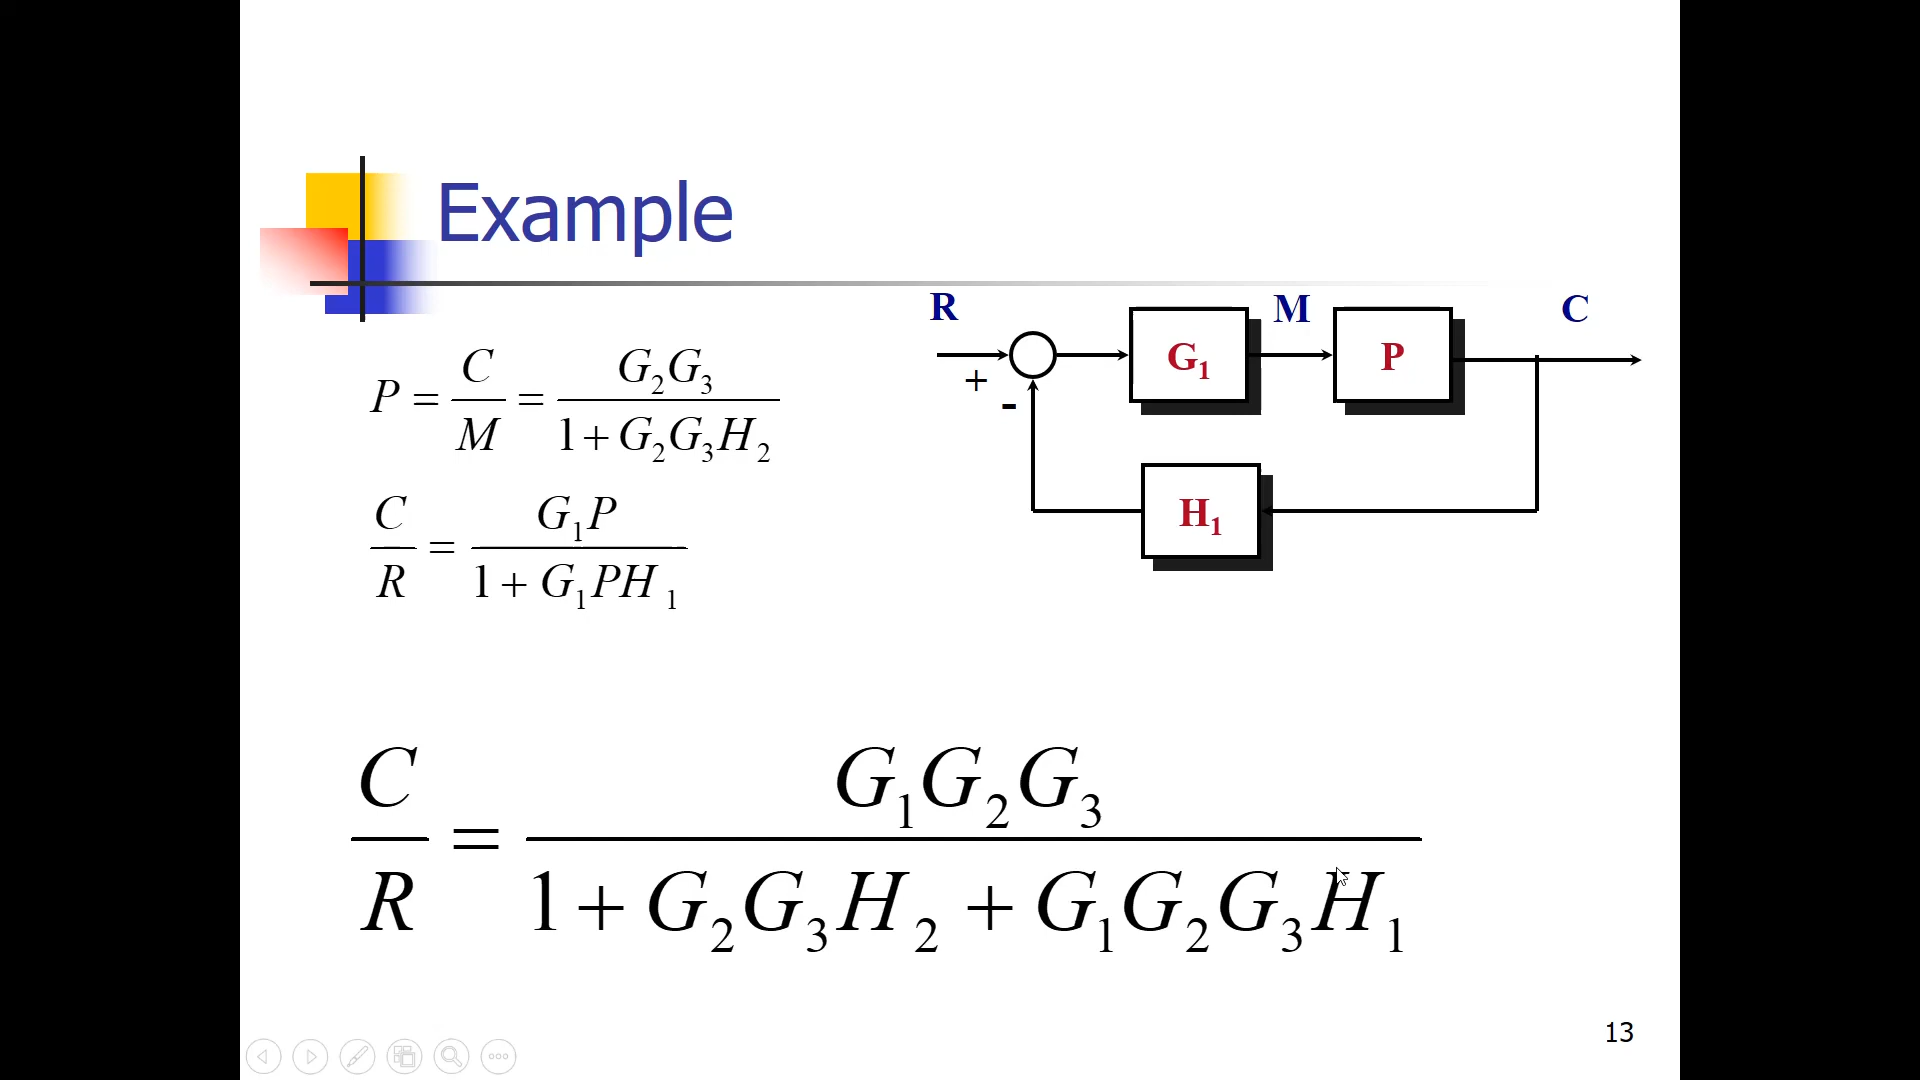 Example
R M C
G₁ P
+
-
H₁
P = C/M = G₂G₃ / 1 + G₂G₃H₂
C/R = G₁P / 1 + G₁PH₁
C/R = G₁G₂G₃ / 1 + G₂G₃H₂ + G₁G₂G₃H₁
13